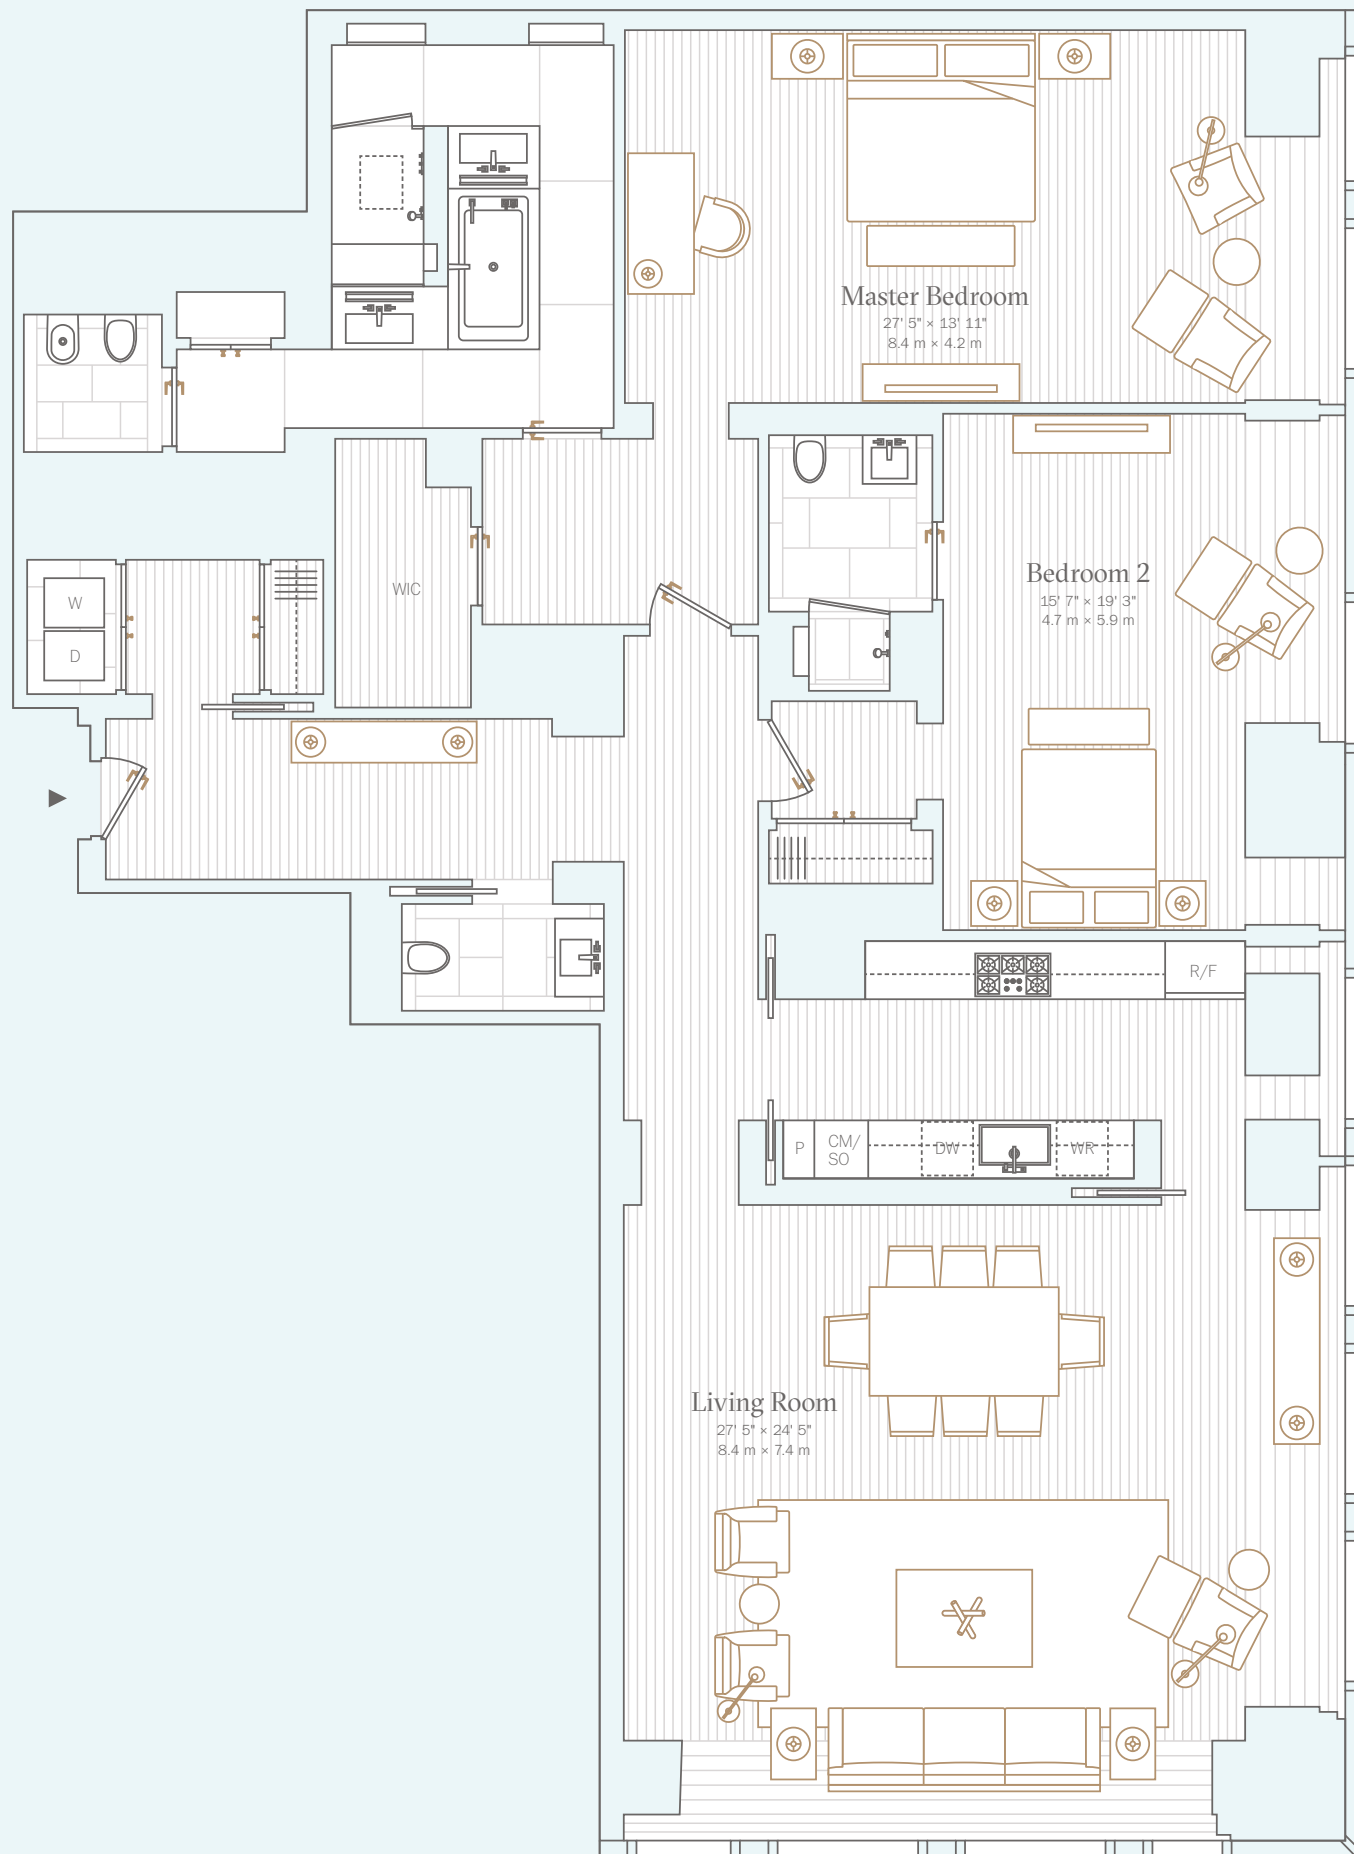 Master Bedroom
27' 5" × 13' 11"
8.4 m × 4.2 m
Bedroom 2
15' 7" × 19' 3"
4.7 m × 5.9 m
WIC
W
D
R/F
P
CM/
SO
DW
WR
Living Room
27' 5" × 24' 5"
8.4 m × 7.4 m